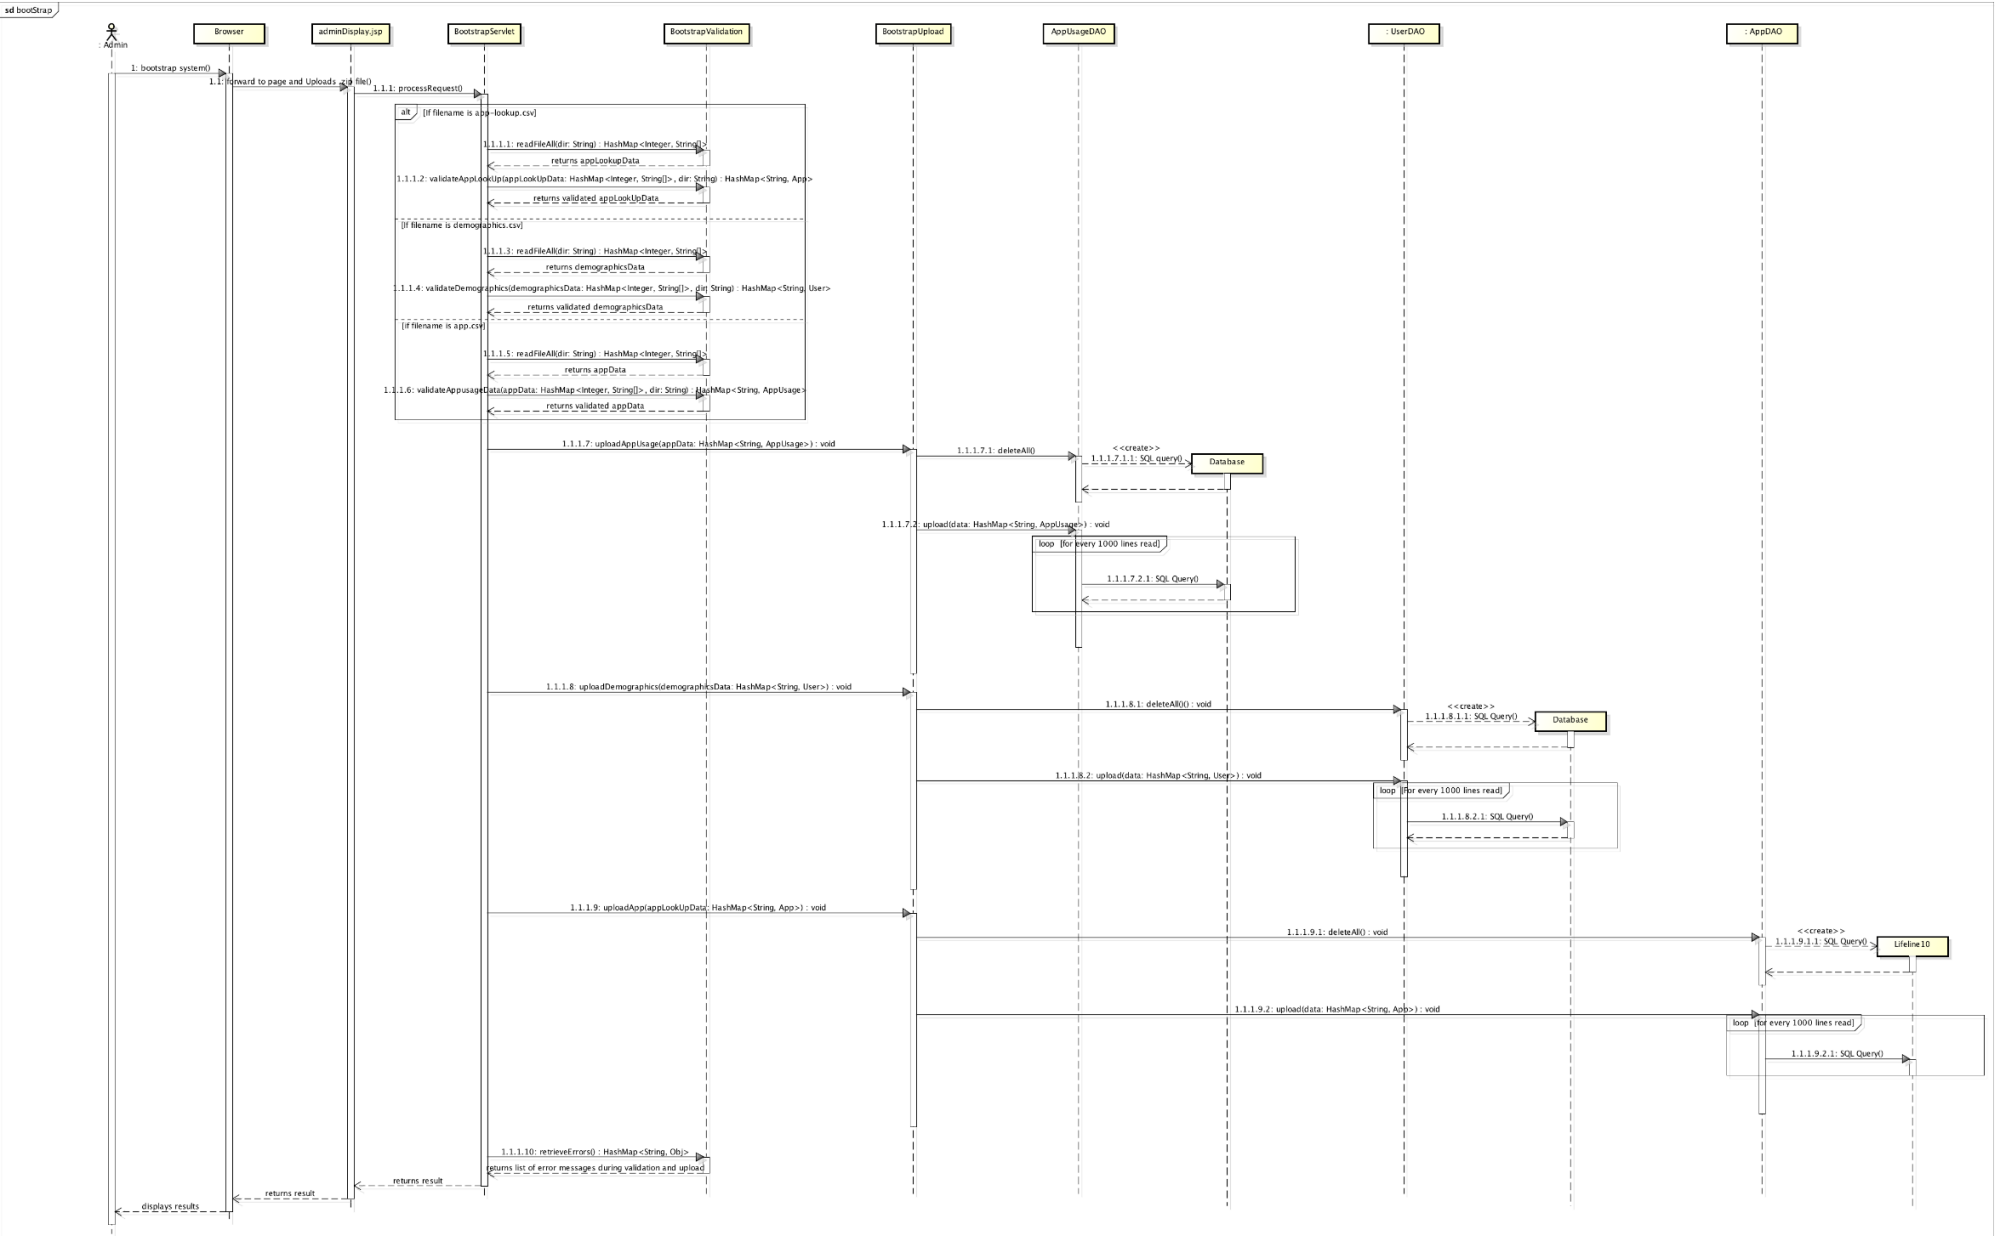 sd bootStrap
: Admin
Browser
adminDisplay.jsp
BootstrapServlet
BootstrapValidation
BootstrapUpload
AppUsageDAO
: UserDAO
: AppDAO
1: bootstrap system()
1.1: forward to page and Uploads .zip file()
1.1.1: processRequest()
alt [If filename is app-lookup.csv]
1.1.1.1: readFileAll(dir: String) : HashMap<Integer, String[]>
returns appLookupData
1.1.1.2: validateAppLookUp(appLookUpData: HashMap<Integer, String[]>, dir: String) : HashMap<String, App>
returns validated appLookUpData
[If filename is demographics.csv]
1.1.1.3: readFileAll(dir: String) : HashMap<Integer, String[]>
returns demographicsData
1.1.1.4: validateDemographics(demographicsData: HashMap<Integer, String[]>, dir: String) : HashMap<String, User>
returns validated demographicsData
[if filename is app.csv]
1.1.1.5: readFileAll(dir: String) : HashMap<Integer, String[]>
returns appData
1.1.1.6: validateAppusageData(appData: HashMap<Integer, String[]>, dir: String) : HashMap<String, AppUsage>
returns validated appData
1.1.1.7: uploadAppUsage(appData: HashMap<String, AppUsage>) : void
1.1.1.7.1: deleteAll()
<<create>>
1.1.1.7.1.1: SQL query()
Database
1.1.1.7.2: upload(data: HashMap<String, AppUsage>) : void
loop [for every 1000 lines read]
1.1.1.7.2.1: SQL Query()
1.1.1.8: uploadDemographics(demographicsData: HashMap<String, User>) : void
1.1.1.8.1: deleteAll()() : void
<<create>>
1.1.1.8.1.1: SQL Query()
Database
1.1.1.8.2: upload(data: HashMap<String, User>) : void
loop [For every 1000 lines read]
1.1.1.8.2.1: SQL Query()
1.1.1.9: uploadApp(appLookUpData: HashMap<String, App>) : void
1.1.1.9.1: deleteAll() : void
<<create>>
1.1.1.9.1.1: SQL Query()
Lifeline10
1.1.1.9.2: upload(data: HashMap<String, App>) : void
loop [for every 1000 lines read]
1.1.1.9.2.1: SQL Query()
1.1.1.10: retrieveErrors() : HashMap<String, Obj>
returns list of error messages during validation and upload
returns result
returns result
displays results